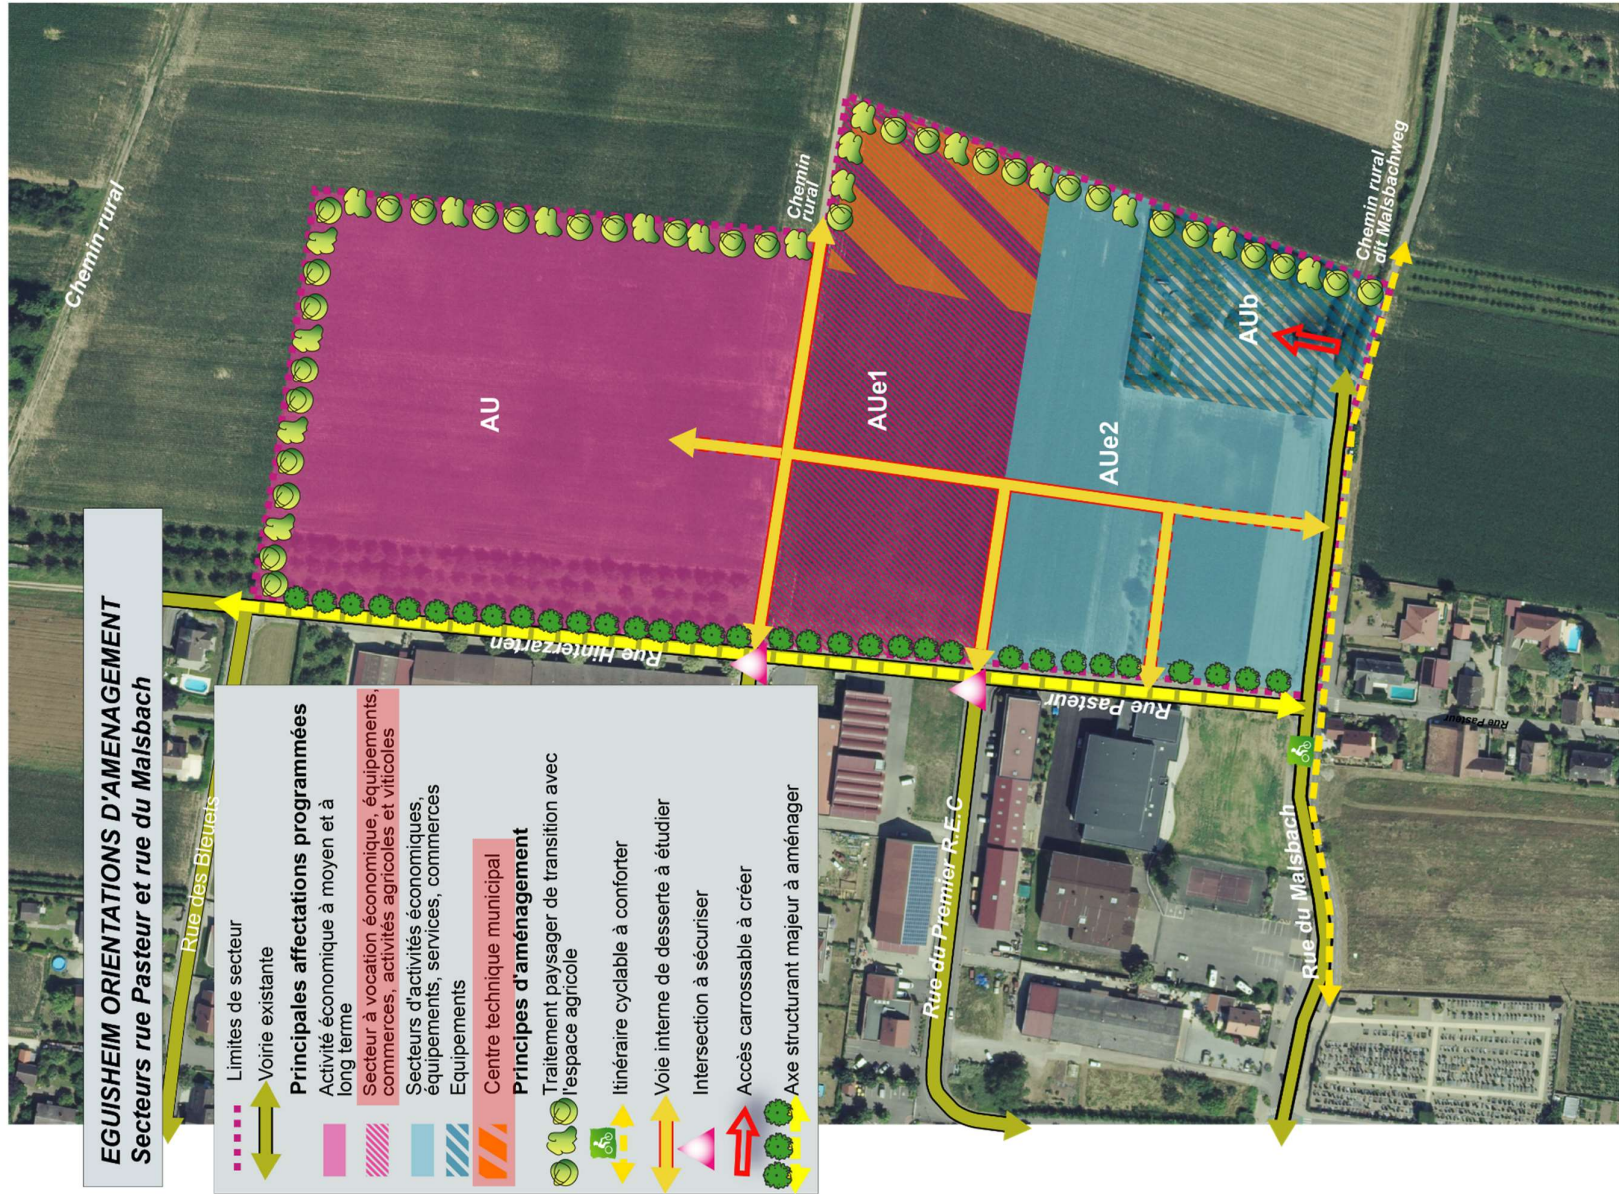 EGUISHEIM ORIENTATIONS D'AMENAGEMENT
Secteurs rue Pasteur et rue du Malsbach
Limites de secteur
Voirie existante
Principales affectations programmées
Activité économique à moyen et à
long terme
Secteur à vocation économique, équipements,
commerces, activités agricoles et viticoles
Secteurs d'activités économiques,
équipements, services, commerces
Equipements
Centre technique municipal
Principes d'aménagement
Traitement paysager de transition avec
l'espace agricole
Itinéraire cyclable à conforter
Voie interne de desserte à étudier
Intersection à sécuriser
Accès carrossable à créer
Axe structurant majeur à aménager
Chemin rural
Rue des Bleuets
Rue Hinterzarten
AU
Chemin
rural
AUe1
AUe2
AUb
Chemin rural
dit Malsbachweg
Rue Pasteur
Rue du Premier R.E.C
Rue du Malsbach
Rue Pasteur